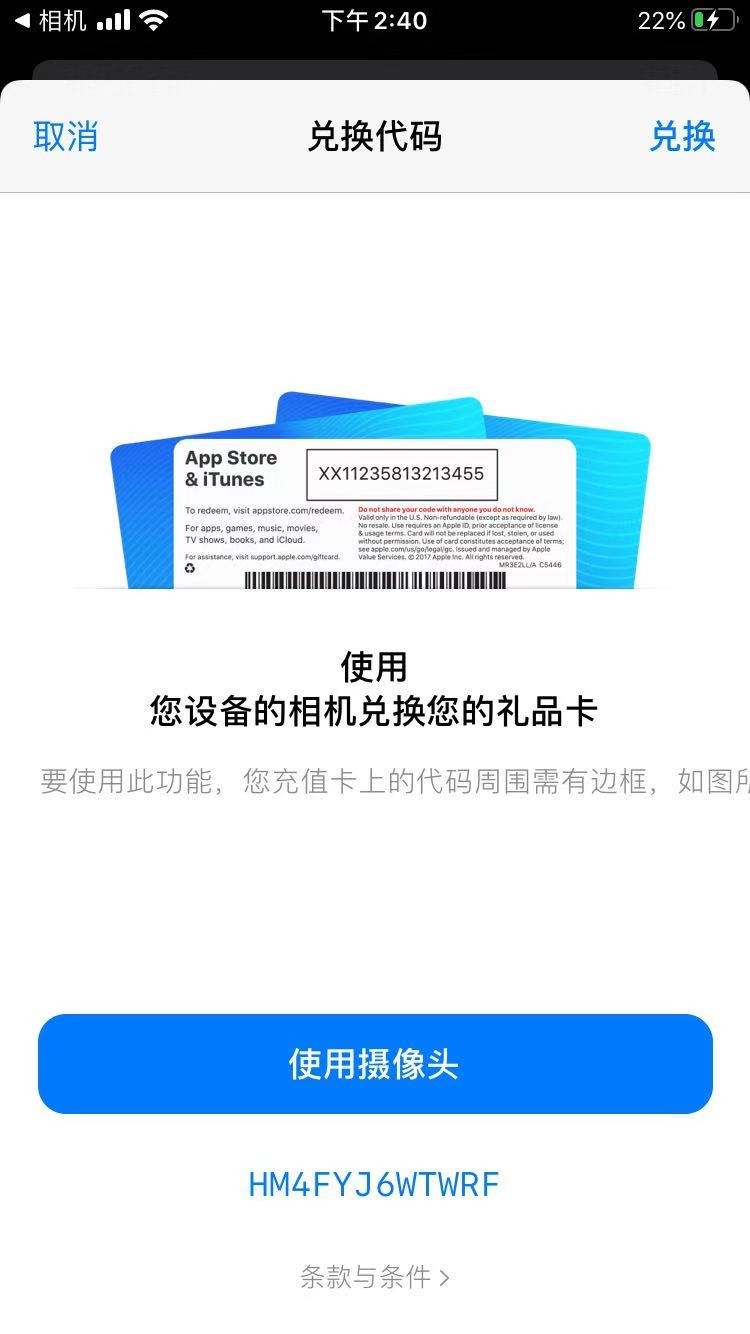 相机
下午2:40
22%
取消
兑换代码
兑换
App Store
& iTunes
XX11235813213455
To redeem, visit appstore.com/redeem.
For apps, games, music, movies,
TV shows, books, and iCloud.
For assistance, visit support.apple.com/giftcard.
Do not share your code with anyone you do not know.
Valid only in the U.S. Non-refundable (except as required by law).
No resale. Use requires an Apple ID, prior acceptance of license
& usage terms. Card will not be replaced if lost, stolen, or used
without permission. Use of card constitutes acceptance of terms;
see apple.com/us/go/legal/gc. Issued and managed by Apple
Value Services. © 2017 Apple Inc. All rights reserved.
MR3E2LL/A C5446
使用
您设备的相机兑换您的礼品卡
要使用此功能，您充值卡上的代码周围需有边框，如图所
使用摄像头
HM4FYJ6WTWRF
条款与条件